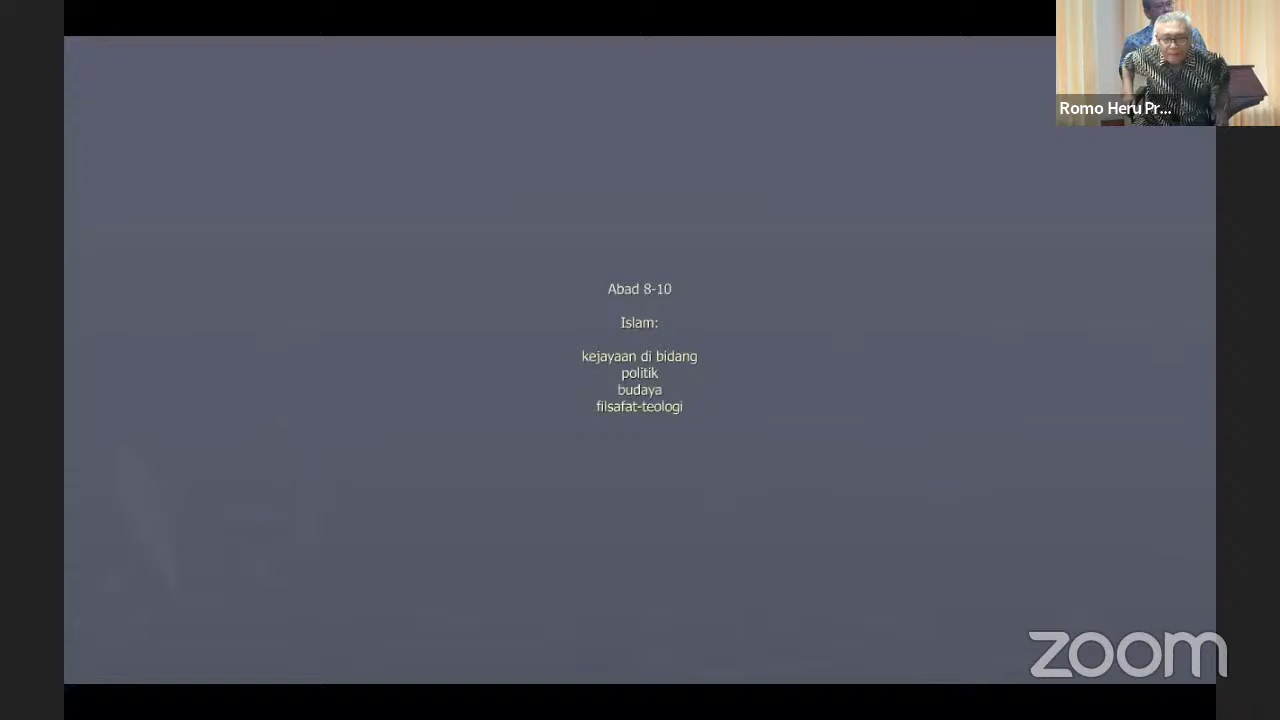 Romo Heru Pr...
Abad 8-10
Islam:
kejayaan di bidang
politik
budaya
filsafat-teologi
zoom